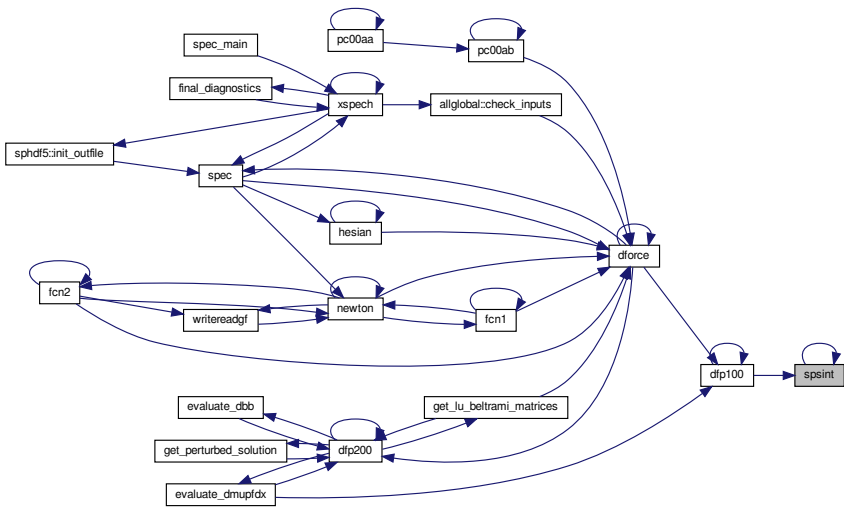 pc00aa
pc00ab
spec_main
final_diagnostics
xspech
allglobal::check_inputs
sphdf5::init_outfile
spec
hesian
dforce
fcn2
writereadgf
newton
fcn1
dfp100
spsint
evaluate_dbb
get_lu_beltrami_matrices
get_perturbed_solution
dfp200
evaluate_dmupfdx